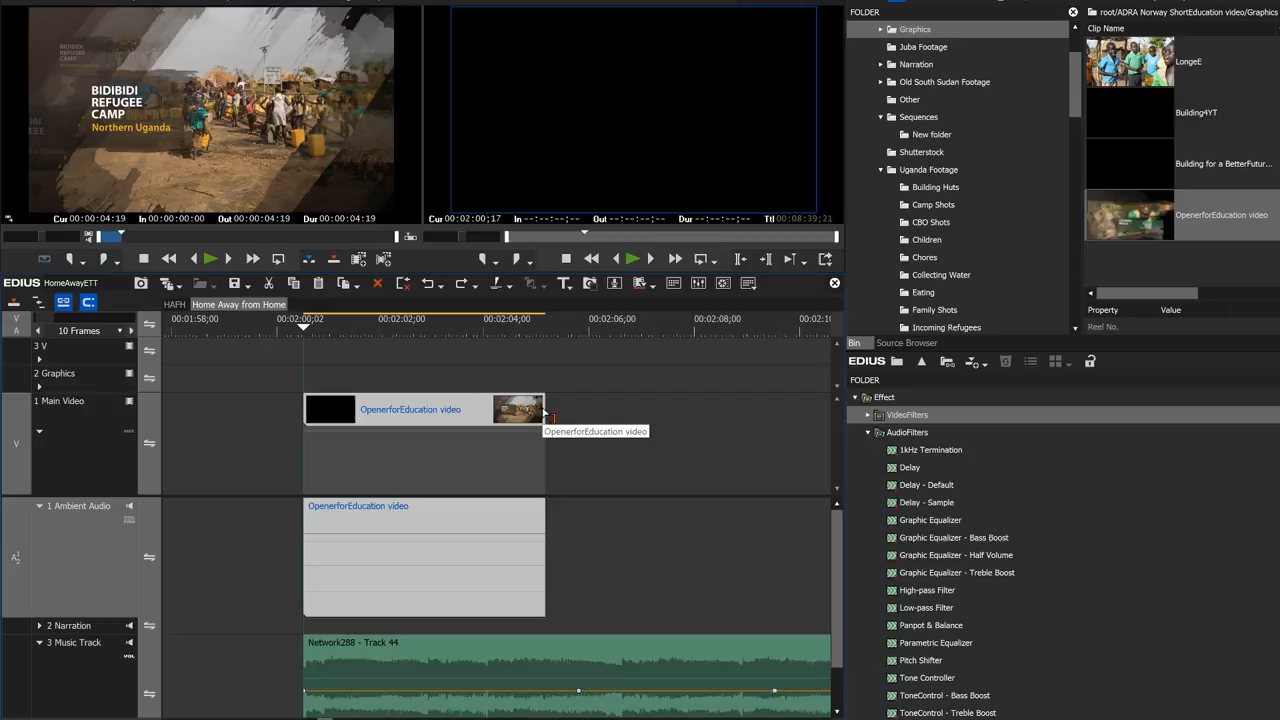 BIDIBIDI
REFUGEE
CAMP
BIDIBIDI
REFUGEE
CAMP
Northern Uganda
Cur 00:00:04:19 In 00:00:00:00 Out 00:00:04:19 Dur 00:00:04:19
Cur 00:02:00;17 In --:--:--;-- Out --:--:--;-- Dur --:--:--;-- Ttl 00:08:39;21
FOLDER
Graphics
Juba Footage
Narration
Old South Sudan Footage
Other
Sequences
New folder
Shutterstock
Uganda Footage
Building Huts
Camp Shots
CBO Shots
Children
Chores
Collecting Water
Eating
Family Shots
Incoming Refugees
root/ADRA Norway ShortEducation video/Graphics
Clip Name
LongeE
Building4YT
Building for a BetterFutur...
OpenerforEducation video
Property Value
Reel No.
Bin Source Browser
EDIUS HomeAwayETT
HAFH Home Away from Home
V
A
10 Frames
00:01:58;00 00:02:00;02 00:02:02;00 00:02:04;00 00:02:06;00 00:02:08;00 00:02:1
3 V
2 Graphics
1 Main Video
V
OpenerforEducation video
OpenerforEducation video
1 Ambient Audio
VOL
PAN
OpenerforEducation video
2 Narration
3 Music Track
VOL
Network288 - Track 44
EDIUS
FOLDER
Effect
VideoFilters
AudioFilters
1kHz Termination
Delay
Delay - Default
Delay - Sample
Graphic Equalizer
Graphic Equalizer - Bass Boost
Graphic Equalizer - Half Volume
Graphic Equalizer - Treble Boost
High-pass Filter
Low-pass Filter
Panpot & Balance
Parametric Equalizer
Pitch Shifter
Tone Controller
ToneControl - Bass Boost
ToneControl - Treble Boost